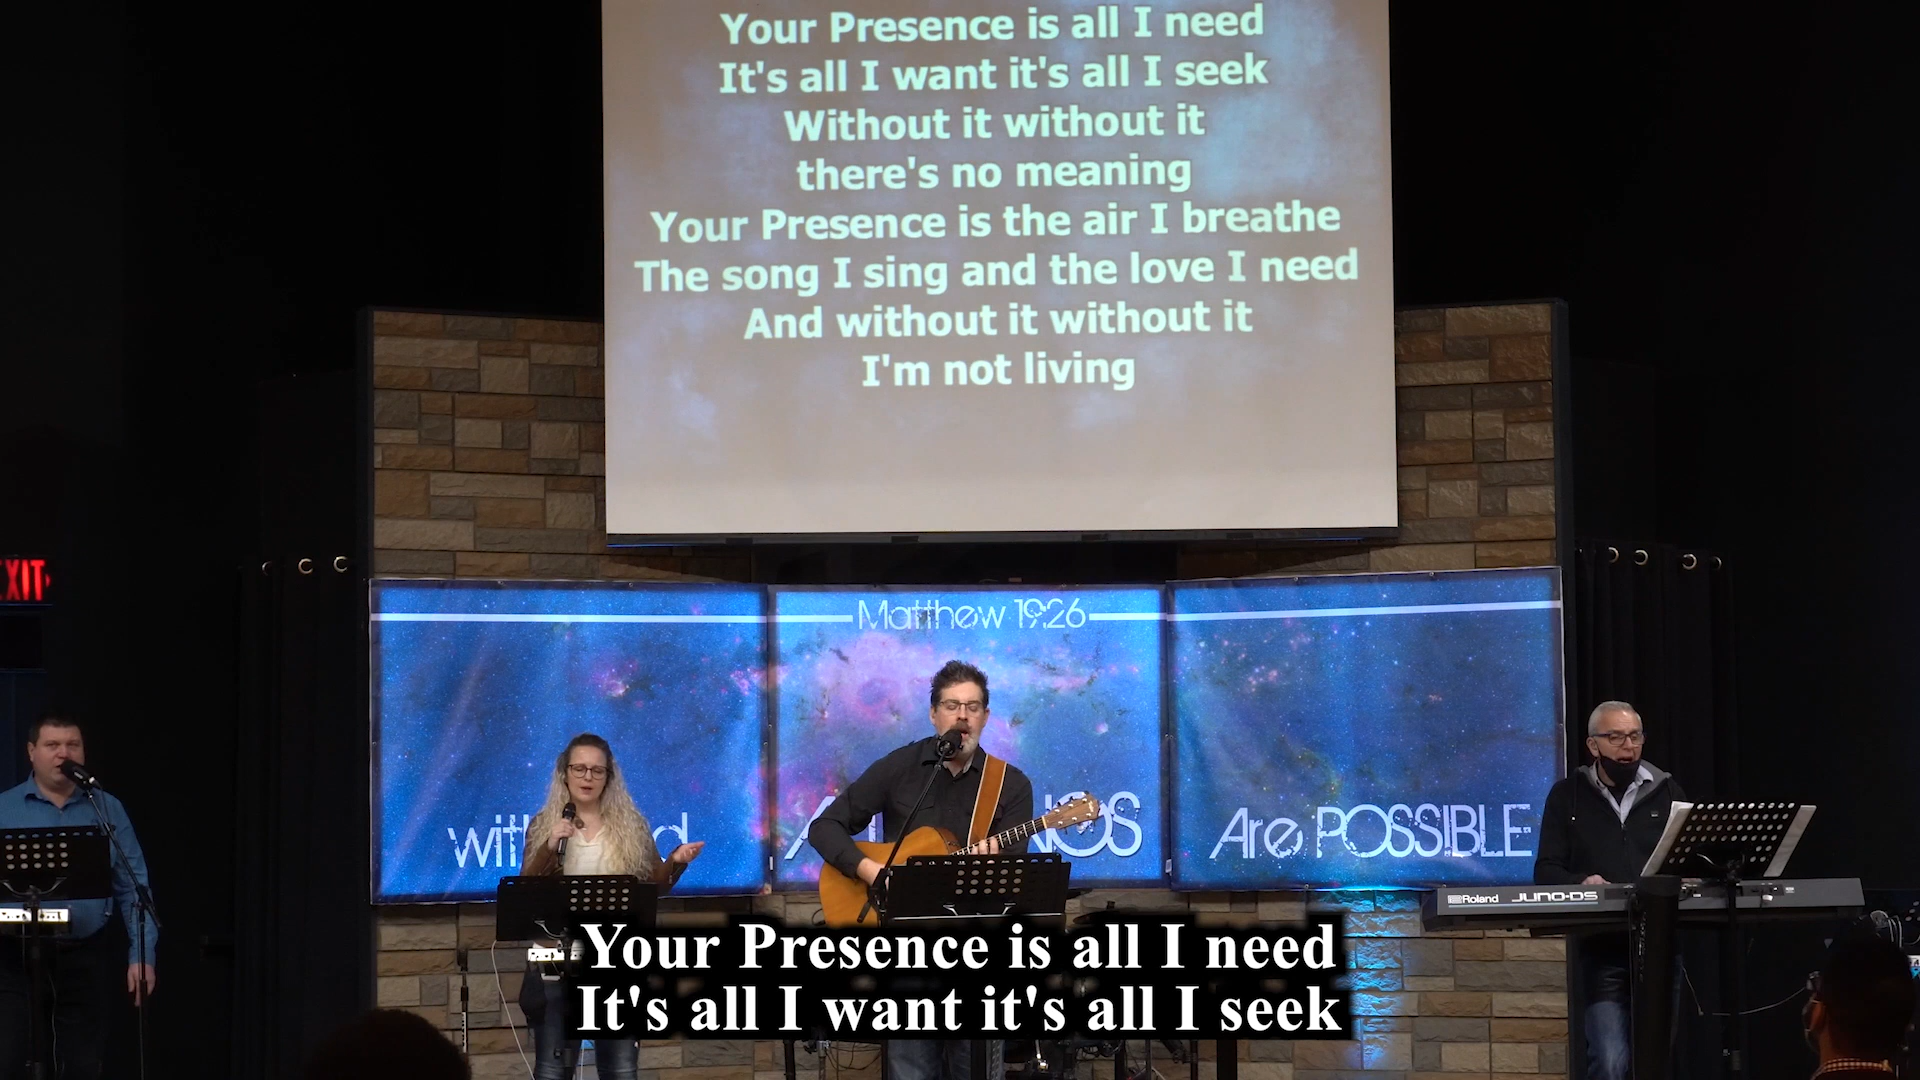 Your Presence is all I need
It's all I want it's all I seek
Without it without it
there's no meaning
Your Presence is the air I breathe
The song I sing and the love I need
And without it without it
I'm not living
EXIT
Matthew 19:26
Are POSSIBLE
Roland JUNO-DS
Your Presence is all I need
It's all I want it's all I seek